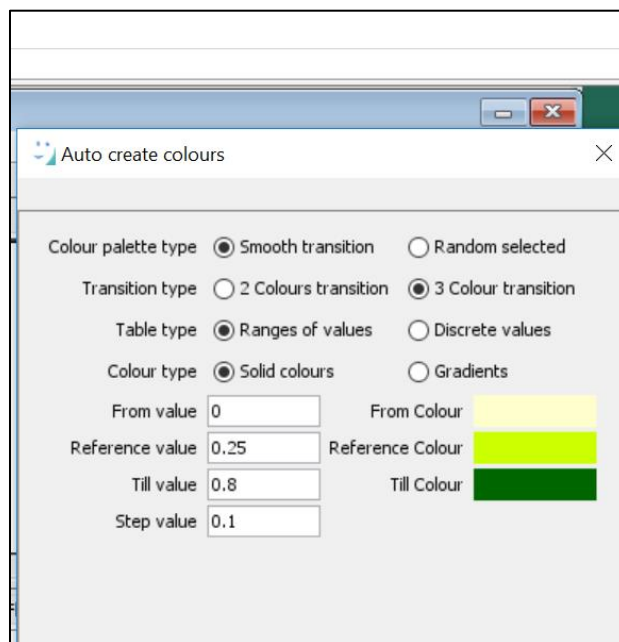 Auto create colours
Colour palette type Smooth transition Random selected
Transition type 2 Colours transition 3 Colour transition
Table type Ranges of values Discrete values
Colour type Solid colours Gradients
From value 0 From Colour
Reference value 0.25 Reference Colour
Till value 0.8 Till Colour
Step value 0.1